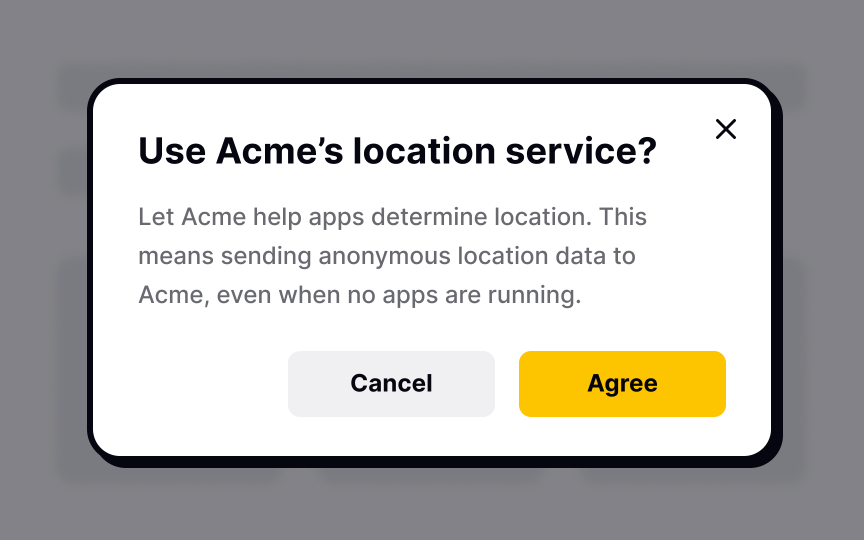 Use Acme’s location service?
Let Acme help apps determine location. This
means sending anonymous location data to
Acme, even when no apps are running.
Cancel
Agree